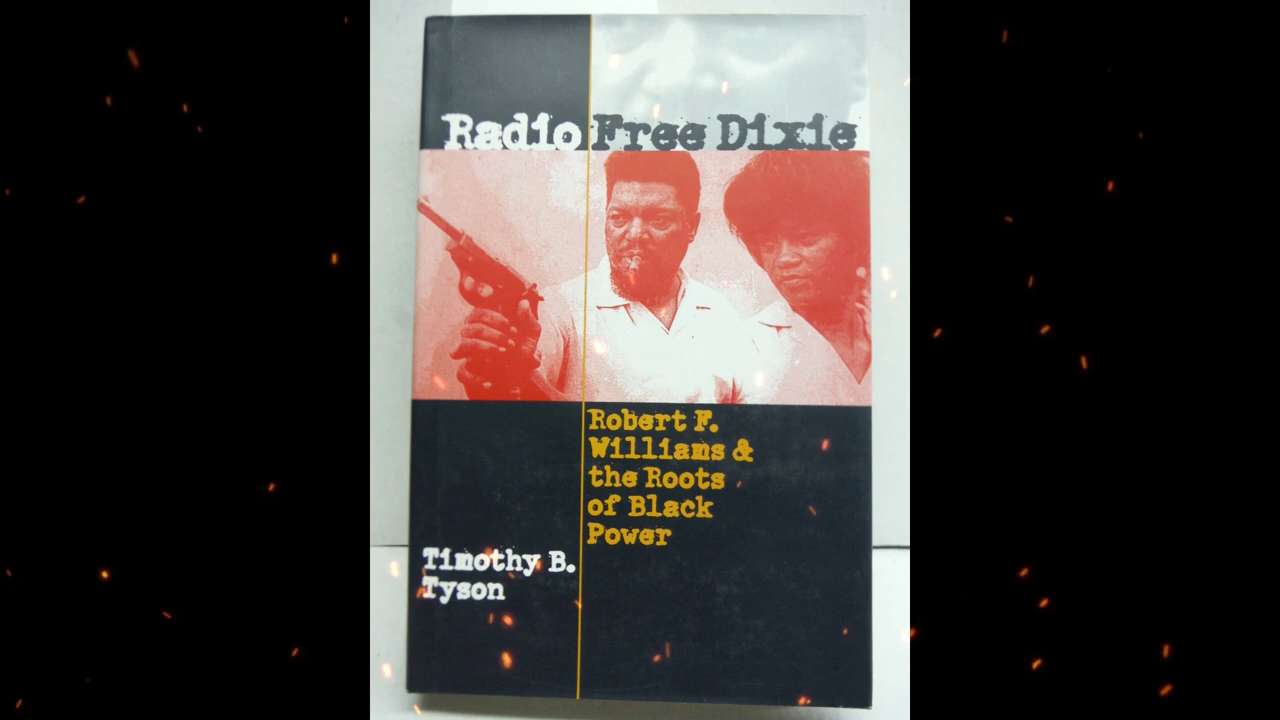 Radio Free Dixie
Robert F.
Williams &
the Roots
of Black
Power
Timothy B.
Tyson